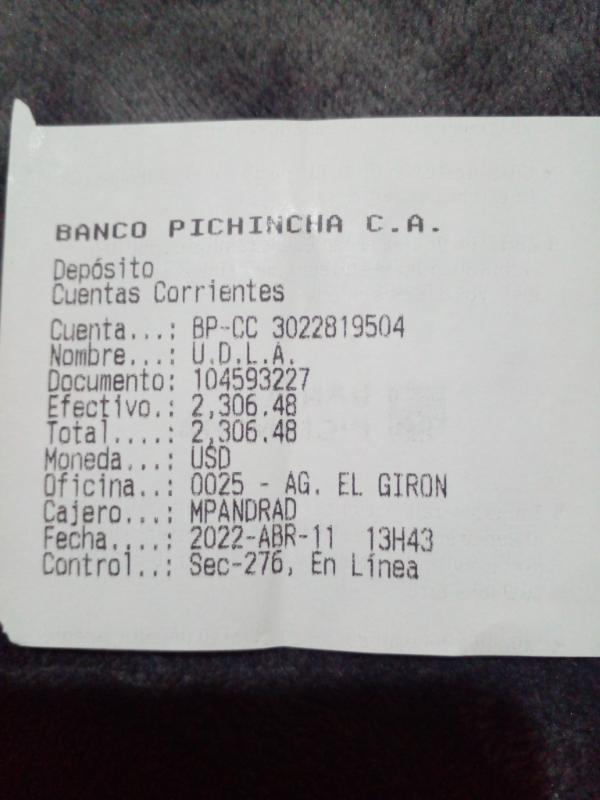 BANCO PICHINCHA C.A.
Depósito
Cuentas Corrientes
Cuenta...: BP-CC 3022819504
Nombre...: U.D.L.A.
Documento: 104593227
Efectivo.: 2,306.48
Total....: 2,306.48
Moneda...: USD
Oficina..: 0025 - AG. EL GIRON
Cajero...: MPANDRAD
Fecha....: 2022-ABR-11 13H43
Control..: Sec-276, En Línea